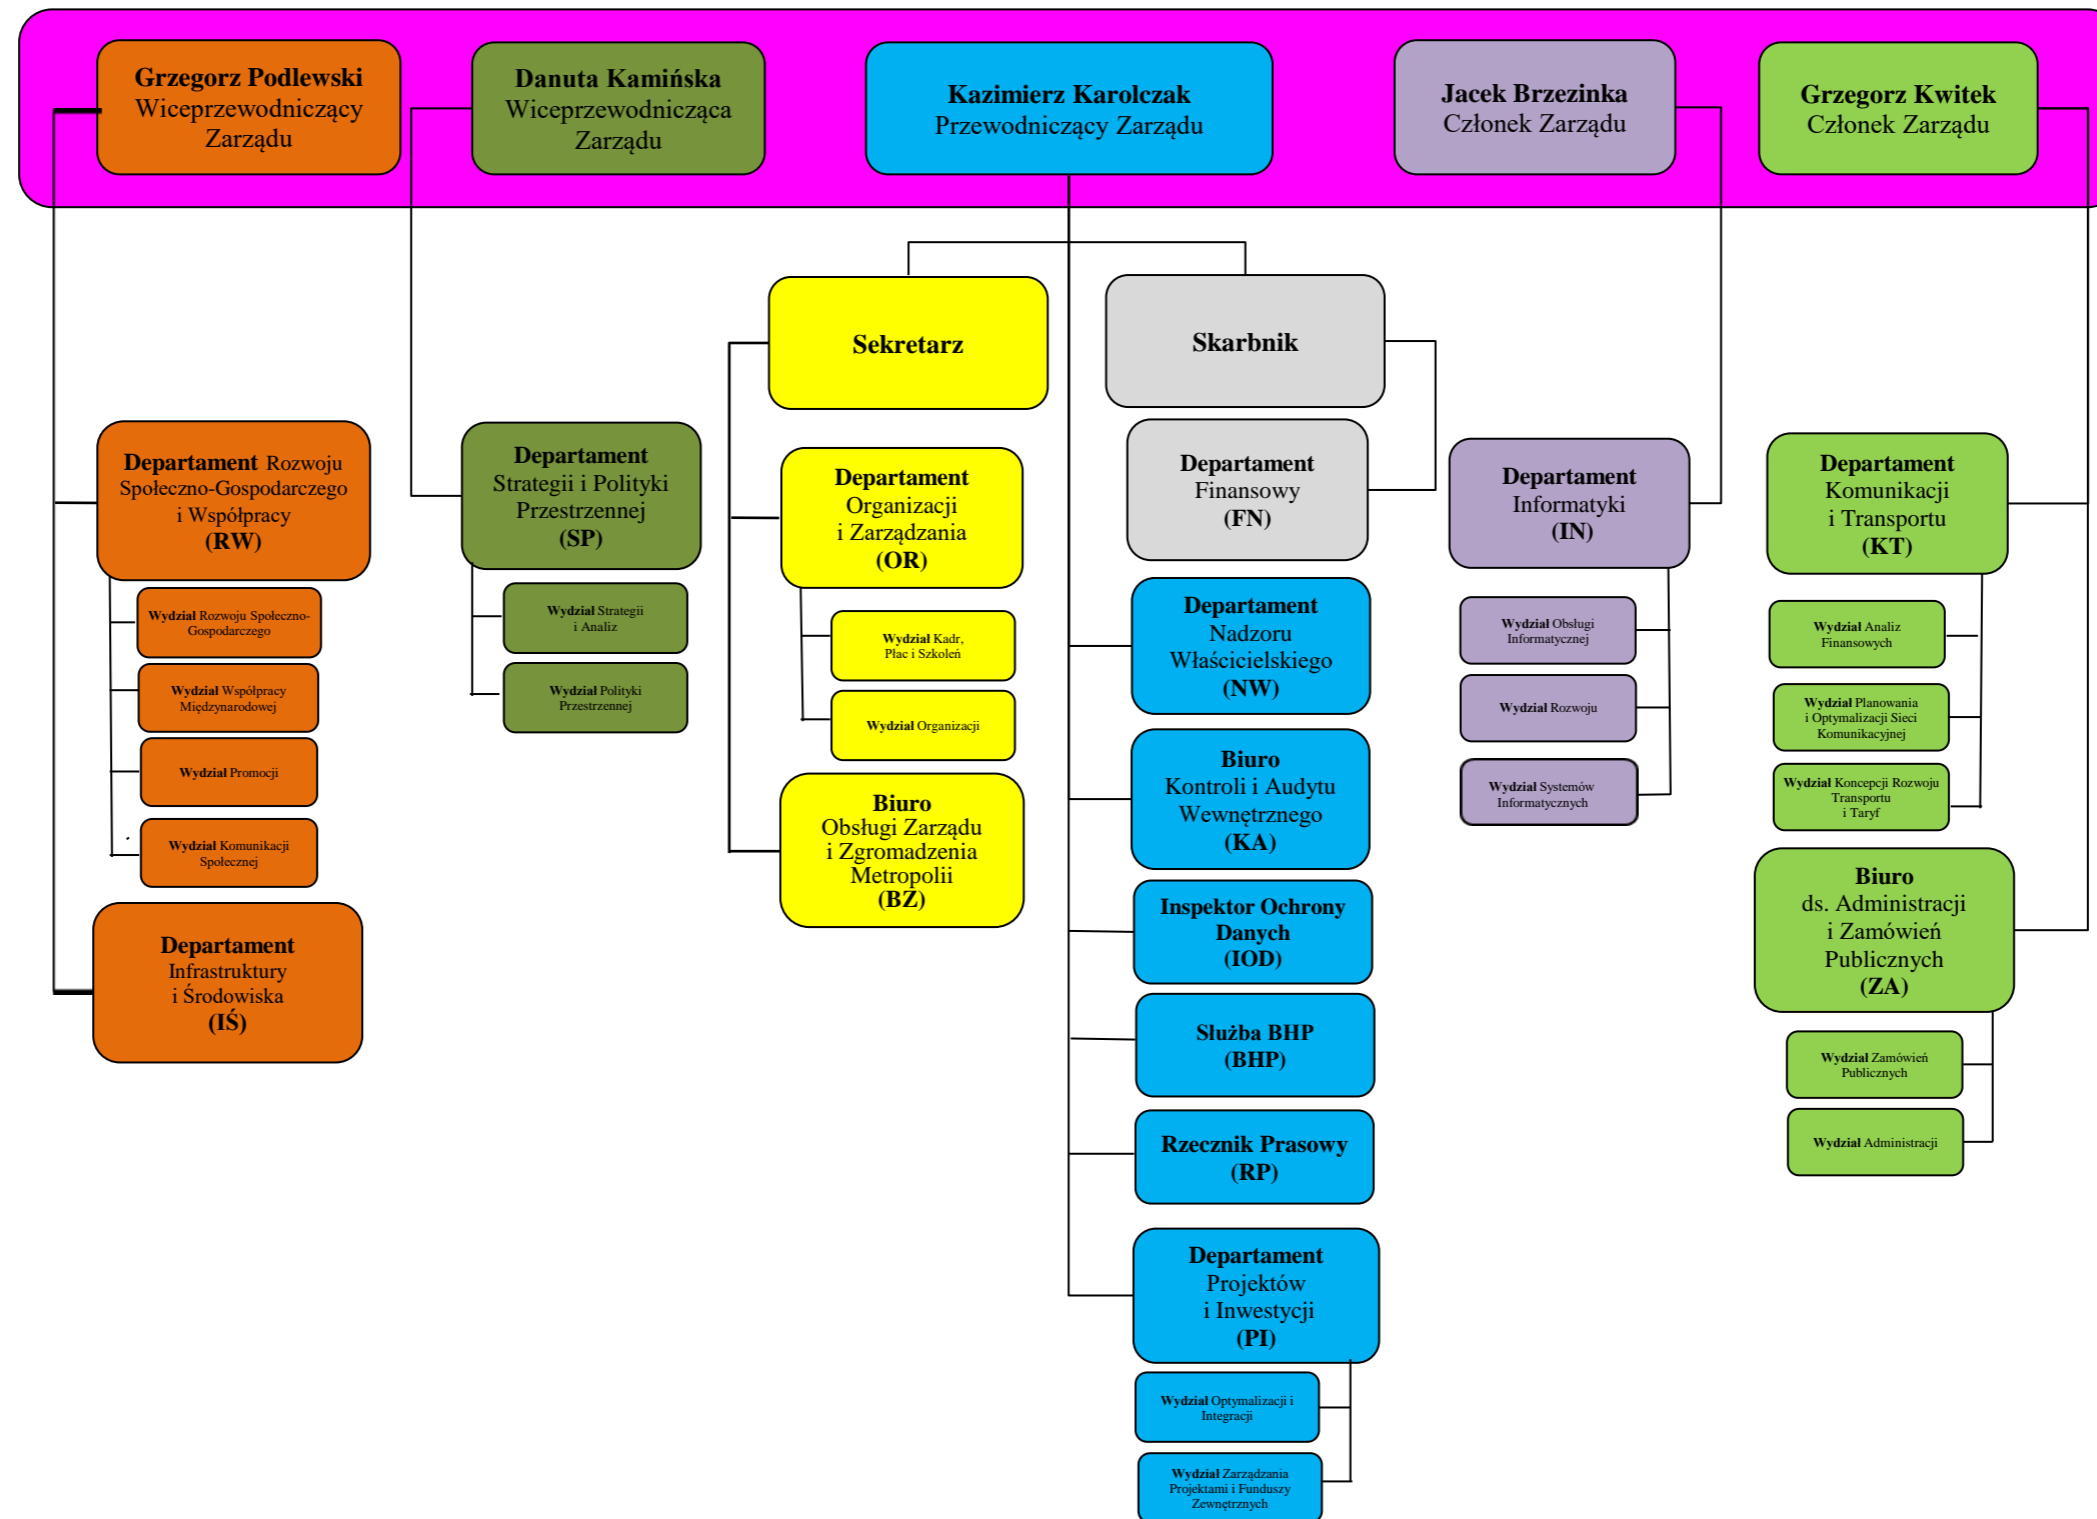 Grzegorz Podlewski
Wiceprzewodniczący
Zarządu
Danuta Kamińska
Wiceprzewodnicząca
Zarządu
Kazimierz Karolczak
Przewodniczący Zarządu
Jacek Brzezinka
Członek Zarządu
Grzegorz Kwitek
Członek Zarządu
Sekretarz
Skarbnik
Departament Rozwoju
Społeczno-Gospodarczego
i Współpracy
(RW)
Wydział Rozwoju Społeczno-
Gospodarczego
Wydział Współpracy
Międzynarodowej
Wydział Promocji
Wydział Komunikacji
Społecznej
Departament
Infrastruktury
i Środowiska
(IŚ)
Departament
Strategii i Polityki
Przestrzennej
(SP)
Wydział Strategii
i Analiz
Wydział Polityki
Przestrzennej
Departament
Organizacji
i Zarządzania
(OR)
Wydział Kadr,
Płac i Szkoleń
Wydział Organizacji
Biuro
Obsługi Zarządu
i Zgromadzenia
Metropolii
(BZ)
Departament
Finansowy
(FN)
Departament
Nadzoru
Właścicielskiego
(NW)
Biuro
Kontroli i Audytu
Wewnętrznego
(KA)
Inspektor Ochrony
Danych
(IOD)
Służba BHP
(BHP)
Rzecznik Prasowy
(RP)
Departament
Projektów
i Inwestycji
(PI)
Wydział Optymalizacji i
Integracji
Wydział Zarządzania
Projektami i Funduszy
Zewnętrznych
Departament
Informatyki
(IN)
Wydział Obsługi
Informatycznej
Wydział Rozwoju
Wydział Systemów
Informatycznych
Departament
Komunikacji
i Transportu
(KT)
Wydział Analiz
Finansowych
Wydział Planowania
i Optymalizacji Sieci
Komunikacyjnej
Wydział Koncepcji Rozwoju
Transportu
i Taryf
Biuro
ds. Administracji
i Zamówień
Publicznych
(ZA)
Wydział Zamówień
Publicznych
Wydział Administracji